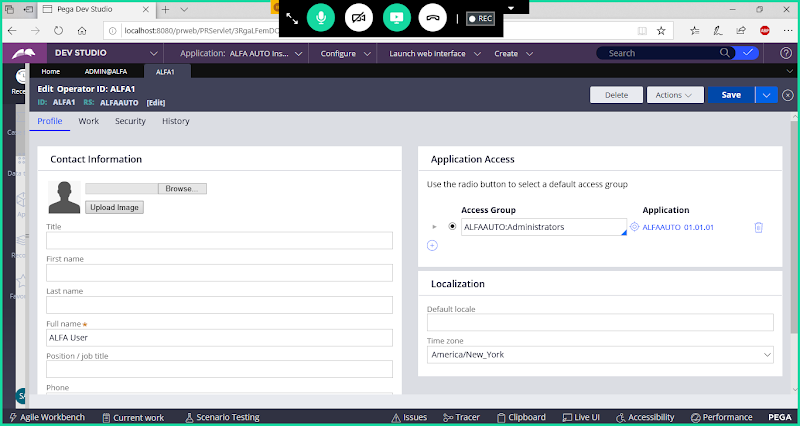 Pega Dev Studio
localhost:8080/prweb/PRServlet/3RgaLFemDC
REC
ABP
DEV STUDIO
Application: ALFA AUTO Ins...
Configure
Launch web interface
Create
Search
Home
ADMIN@ALFA
ALFA1
Rece
Edit Operator ID: ALFA1
ID: ALFA1 RS: ALFAAUTO [Edit]
Delete
Actions
Save
Profile
Work
Security
History
Contact Information
Browse...
Upload Image
Title
First name
Last name
Full name ★
ALFA User
Position / job title
Phone
Application Access
Use the radio button to select a default access group
Access Group
Application
ALFAAUTO:Administrators
ALFAAUTO 01.01.01
Localization
Default locale
Time zone
America/New_York
Agile Workbench
Current work
Scenario Testing
Issues
Tracer
Clipboard
Live UI
Accessibility
Performance
PEGA